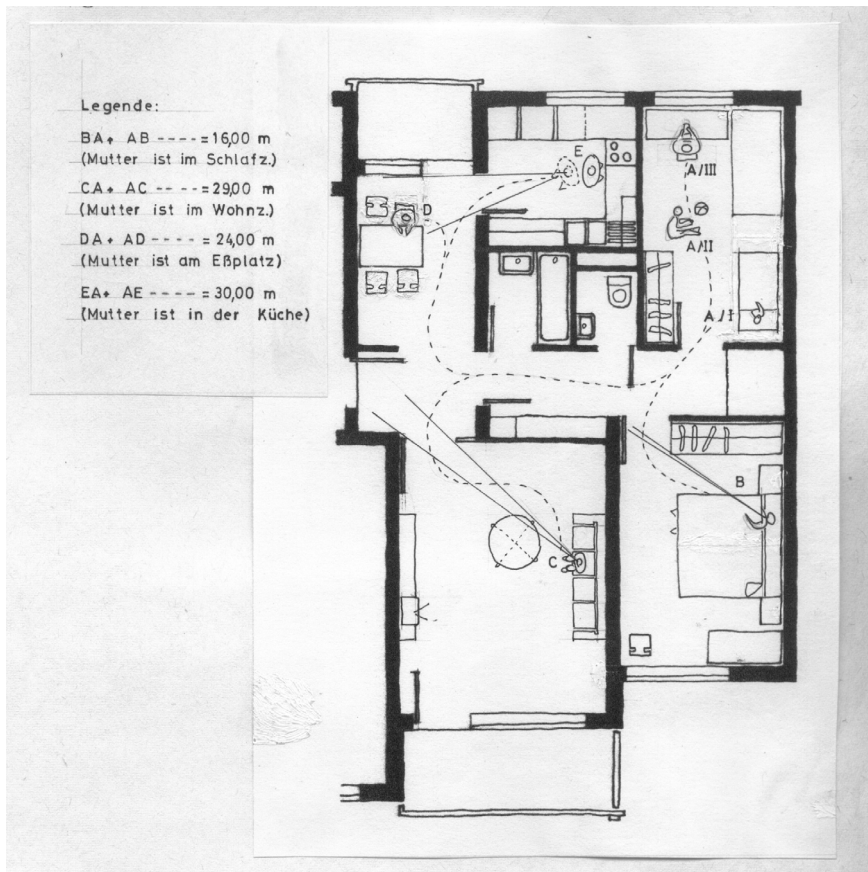 Legende:
BA+ AB ---- = 16,00 m
(Mutter ist im Schlafz.)
CA+ AC ---- = 29,00 m
(Mutter ist im Wohnz.)
DA+ AD ---- = 24,00 m
(Mutter ist am Eßplatz)
EA+ AE ---- = 30,00 m
(Mutter ist in der Küche)
E
A/III
D
A/II
A/I
B
C